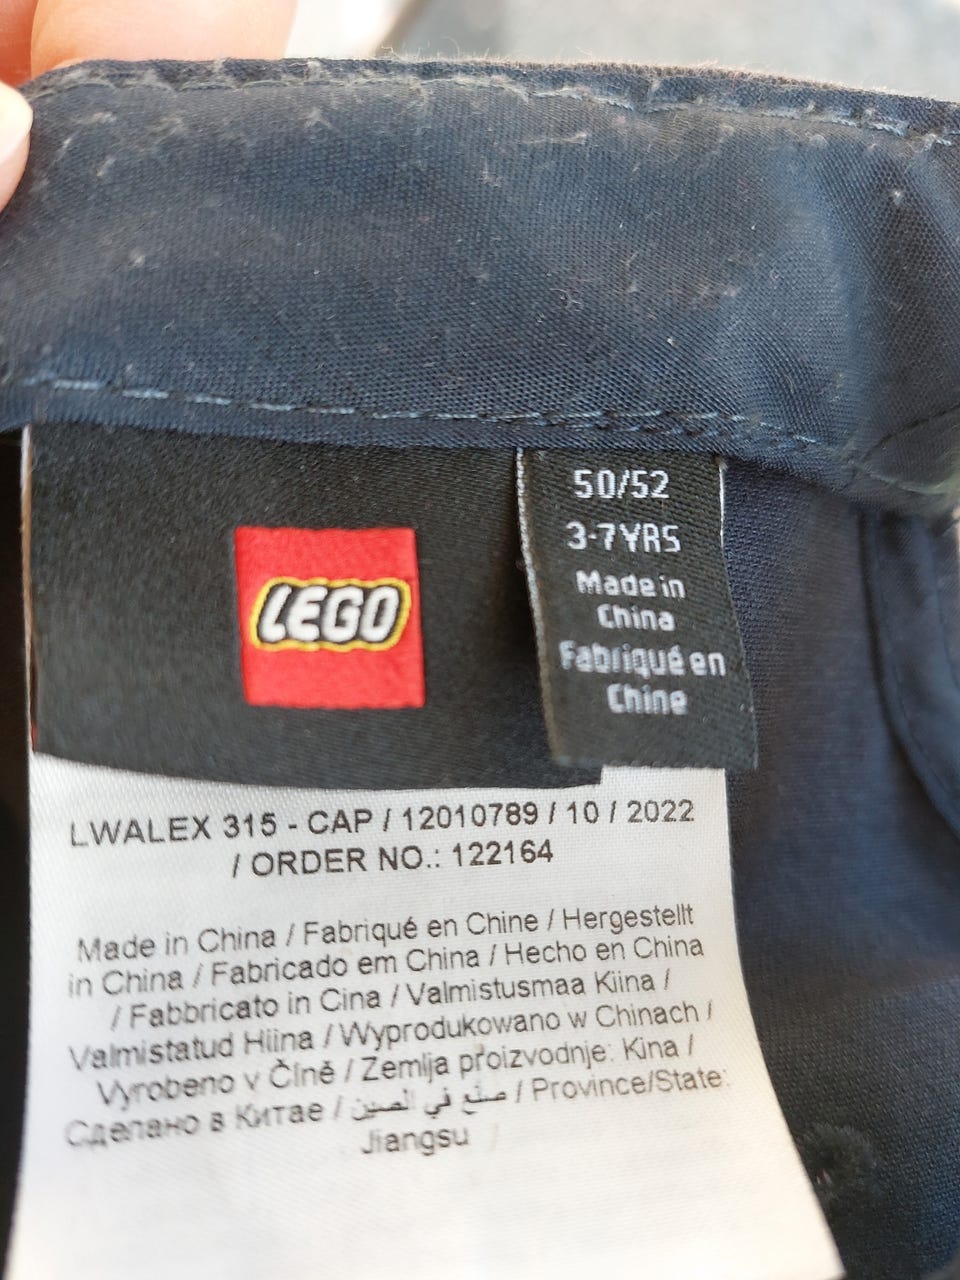 LEGO
50/52
3-7YRS
Made in
China
Fabriqué en
Chine
LWALEX 315 - CAP / 12010789 / 10 / 2022
/ ORDER NO.: 122164
Made in China / Fabriqué en Chine / Hergestellt
in China / Fabricado em China / Hecho en China
/ Fabbricato in Cina / Valmistusmaa Kiina /
Valmistatud Hiina / Wyprodukowano w Chinach /
Vyrobeno v Číně / Zemlja proizvodnje: Kina /
Сделано в Китае / صنّع في الصين / Province/State:
Jiangsu